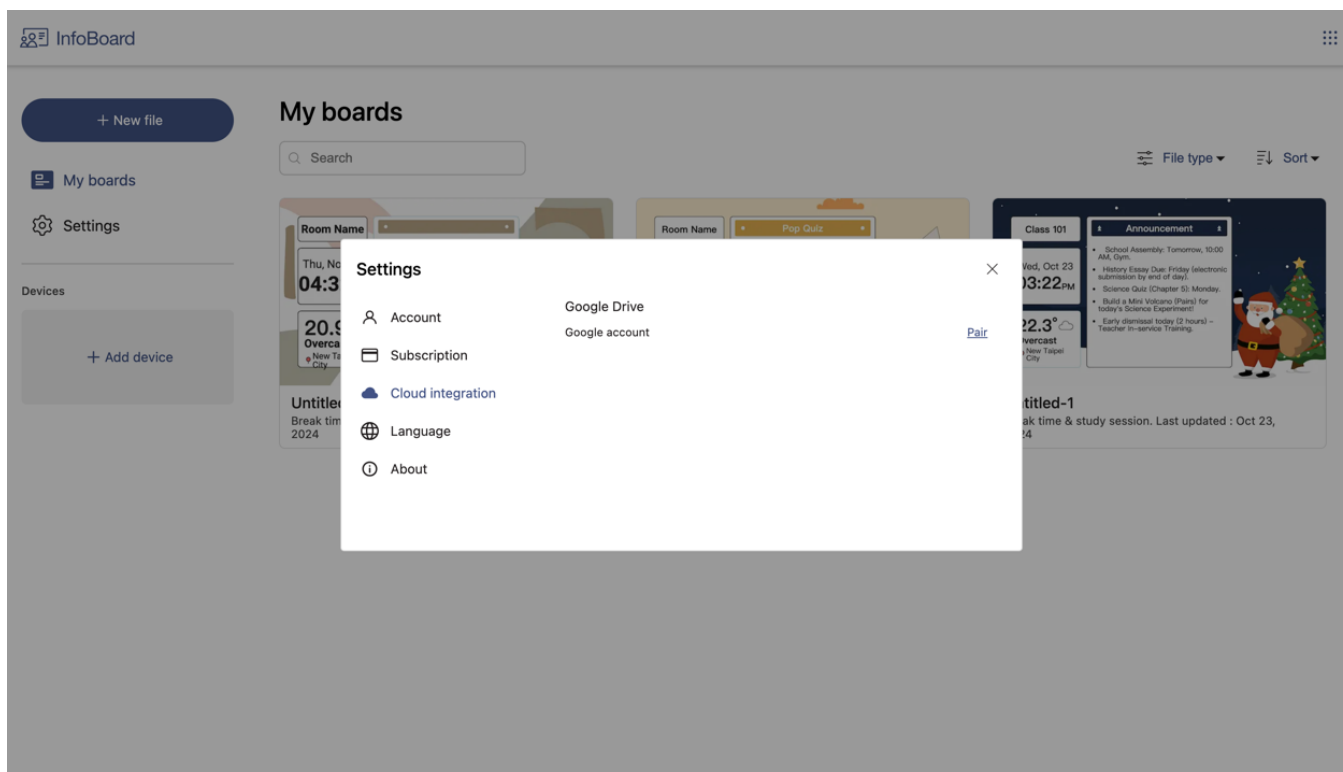 InfoBoard
+ New file
My boards
Settings
Devices
+ Add device
My boards
Search
File type
Sort
Room Name
Thu, No
04:3
20.9
Overca
New Ta
City
Untitle
Break tim
2024
Room Name
Pop Quiz
Class 101
Wed, Oct 23
03:22PM
22.3°
Overcast
New Taipei
City
Announcement
• School Assembly: Tomorrow, 10:00
AM, Gym.
• History Essay Due: Friday (electronic
submission by end of day).
• Science Quiz (Chapter 5): Monday.
• Build a Mini Volcano (Pairs) for
today's Science Experiment!
• Early dismissal today (2 hours) –
Teacher in-service Training.
titled-1
ak time & study session. Last updated : Oct 23,
24
Settings
Account
Subscription
Cloud integration
Language
About
Google Drive
Google account
Pair